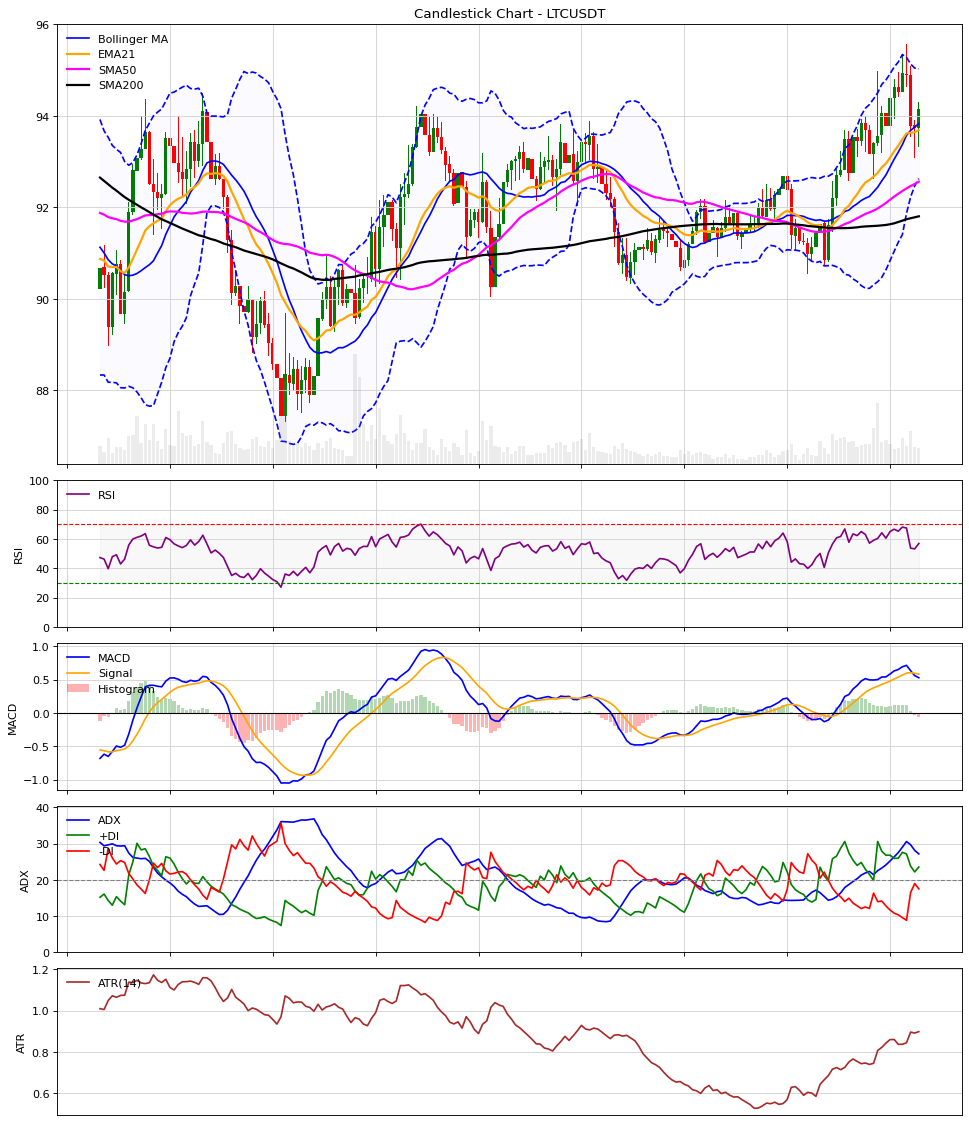 Candlestick Chart - LTCUSDT
96
94
92
90
88
Bollinger MA
EMA21
SMA50
SMA200
100
80
60
40
20
0
RSI
RSI
1.0
0.5
0.0
−0.5
−1.0
MACD
MACD
Signal
Histogram
40
30
20
10
0
ADX
ADX
+DI
-DI
1.2
1.0
0.8
0.6
ATR
ATR(14)